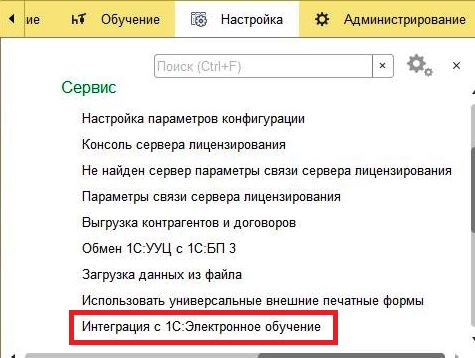 ие Обучение Настройка Администрирование
Поиск (Ctrl+F) × ×
Сервис
Настройка параметров конфигурации
Консоль сервера лицензирования
Не найден сервер параметры связи сервера лицензирования
Параметры связи сервера лицензирования
Выгрузка контрагентов и договоров
Обмен 1С:УУЦ с 1С:БП 3
Загрузка данных из файла
Использовать универсальные внешние печатные формы
Интеграция с 1С:Электронное обучение